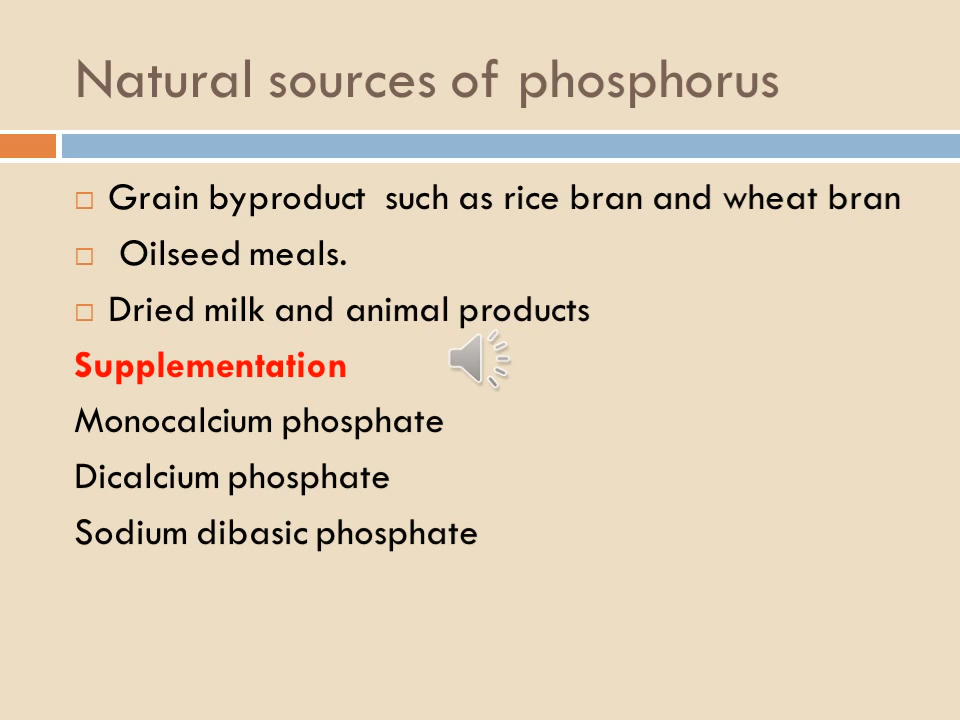 Natural sources of phosphorus
Grain byproduct  such as rice bran and wheat bran
Oilseed meals.
Dried milk and animal products
Supplementation
Monocalcium phosphate
Dicalcium phosphate
Sodium dibasic phosphate